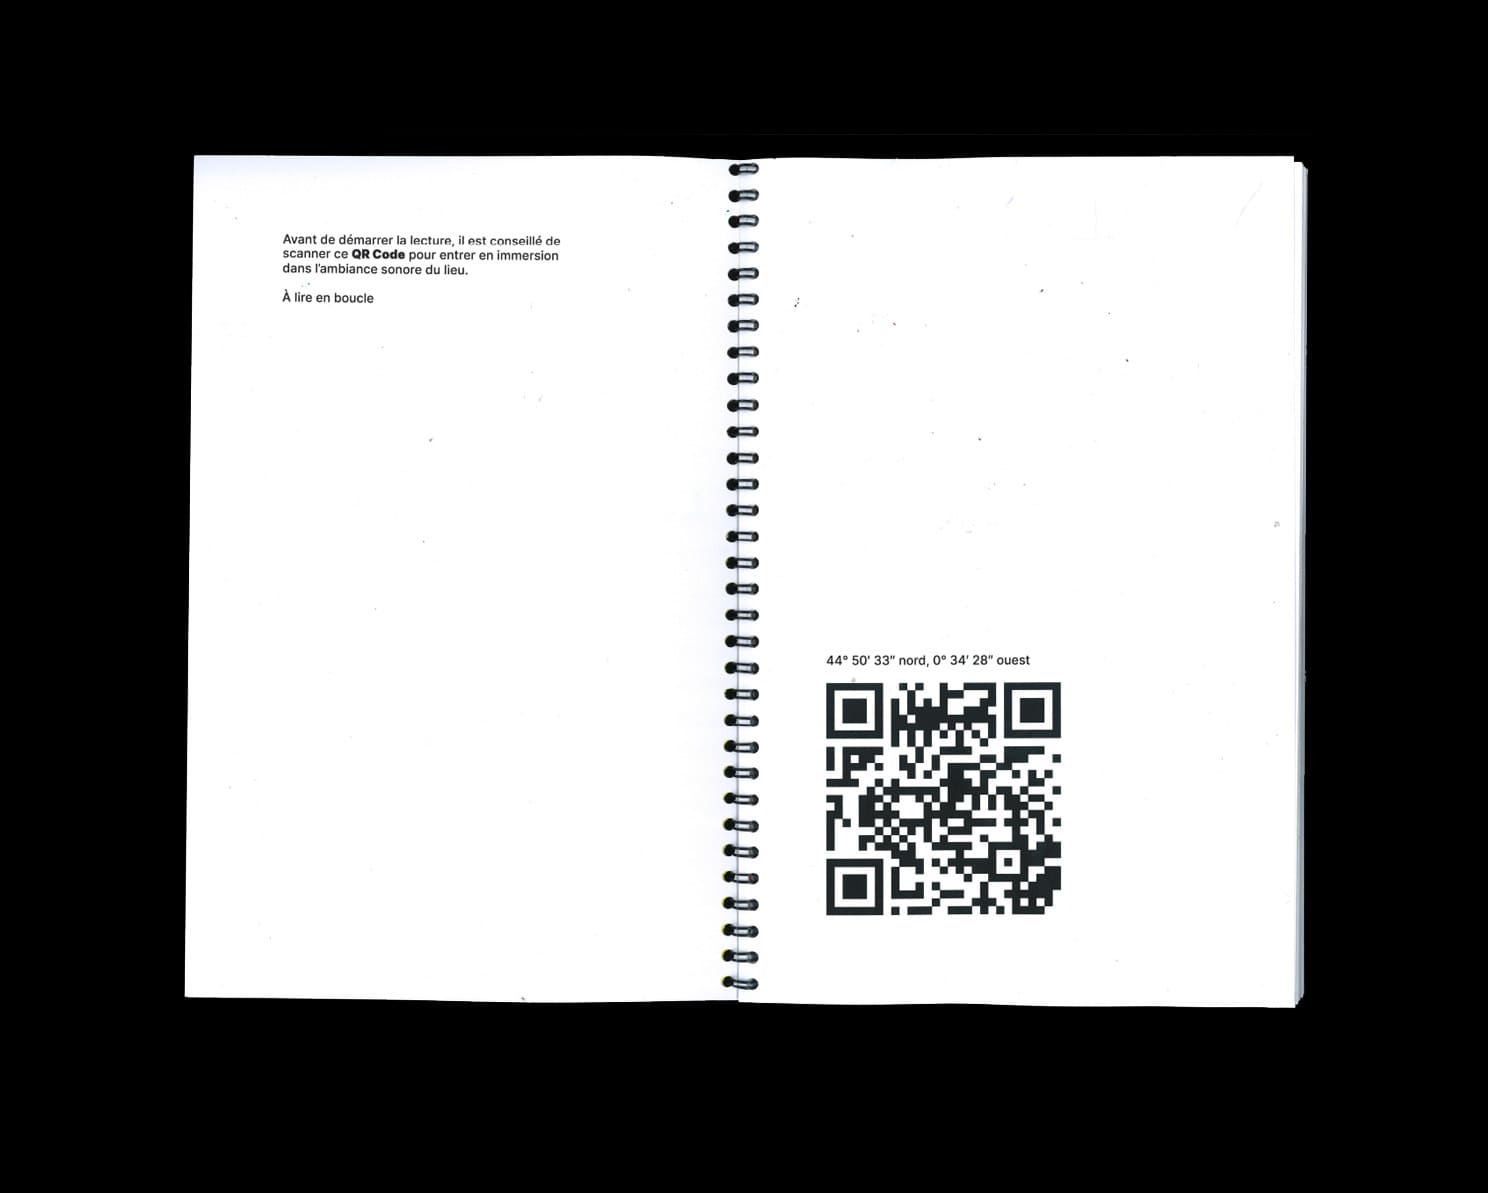 Avant de démarrer la lecture, il est conseillé de
scanner ce QR Code pour entrer en immersion
dans l'ambiance sonore du lieu.
À lire en boucle
44° 50' 33" nord, 0° 34' 28" ouest